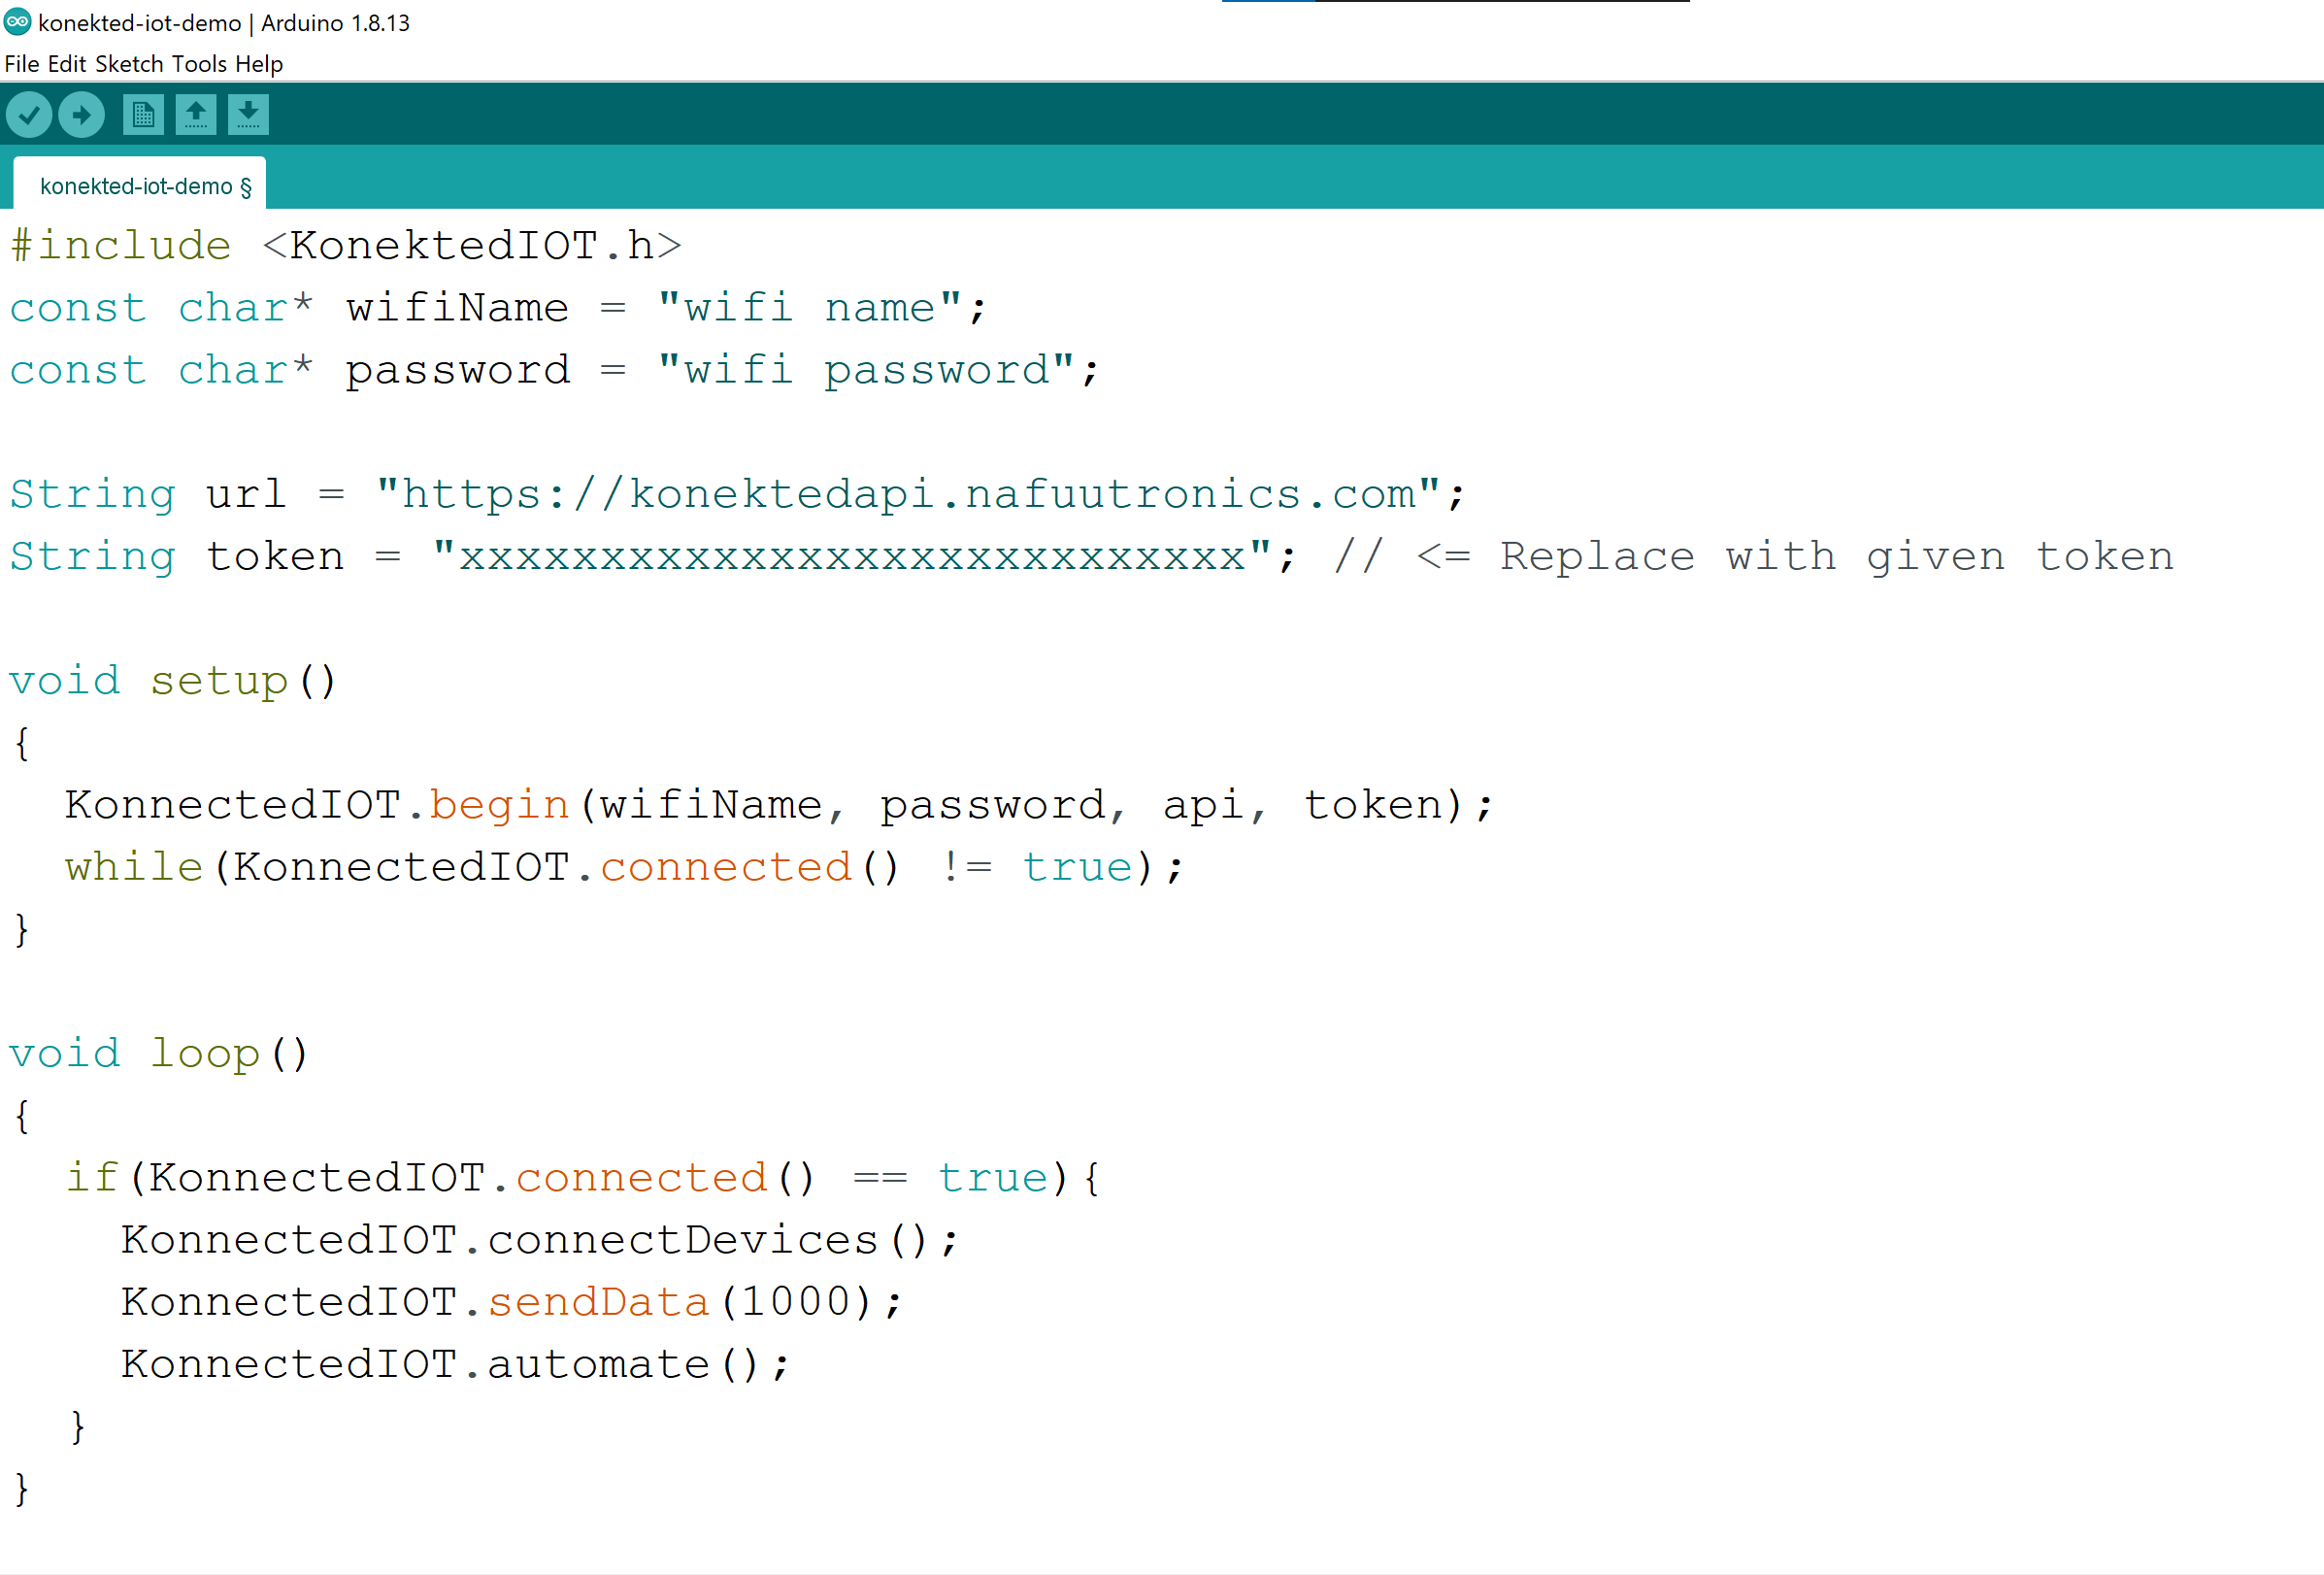 konekted-iot-demo | Arduino 1.8.13
File Edit Sketch Tools Help
konekted-iot-demo §
#include <KonektedIOT.h>
const char* wifiName = "wifi name";
const char* password = "wifi password";
String url = "https://konektedapi.nafuutronics.com";
String token = "xxxxxxxxxxxxxxxxxxxxxxxxxxxx"; // <= Replace with given token
void setup()
{
  KonnectedIOT.begin(wifiName, password, api, token);
  while(KonnectedIOT.connected() != true);
}
void loop()
{
  if(KonnectedIOT.connected() == true){
    KonnectedIOT.connectDevices();
    KonnectedIOT.sendData(1000);
    KonnectedIOT.automate();
  }
}